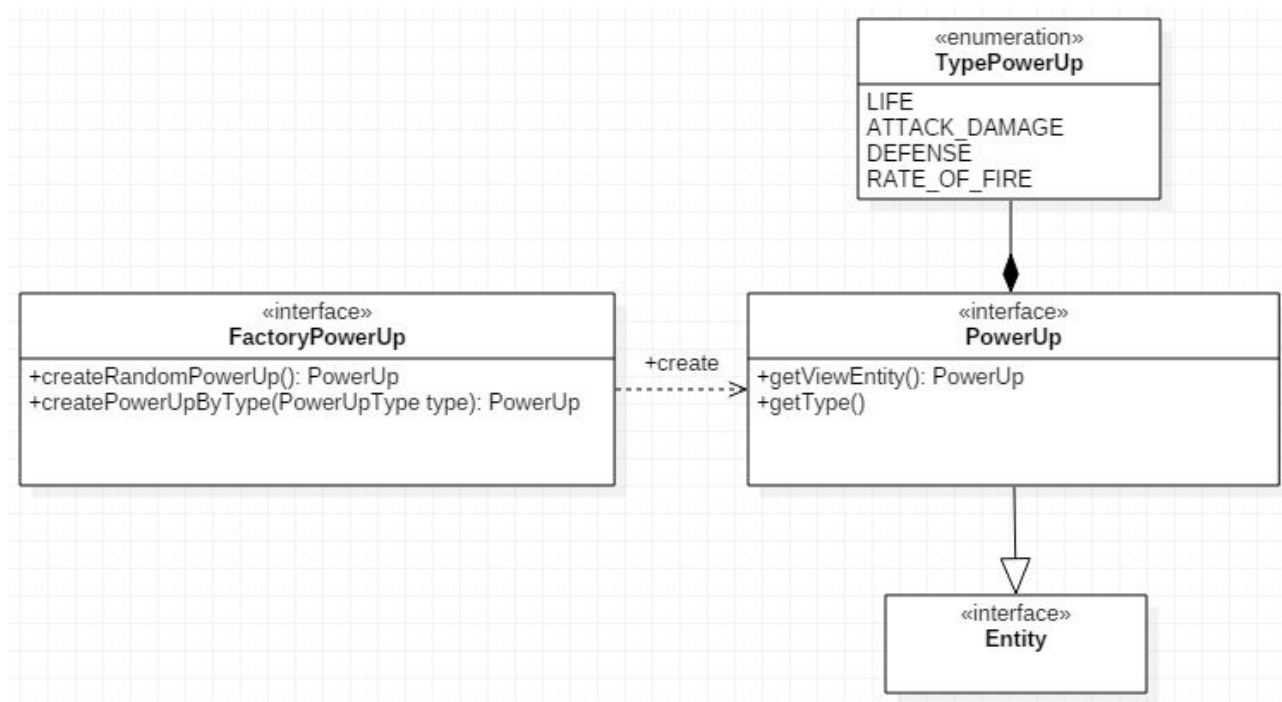 «enumeration»
TypePowerUp
LIFE
ATTACK_DAMAGE
DEFENSE
RATE_OF_FIRE
«interface»
FactoryPowerUp
+createRandomPowerUp(): PowerUp
+createPowerUpByType(PowerUpType type): PowerUp
+create
«interface»
PowerUp
+getViewEntity(): PowerUp
+getType()
«interface»
Entity